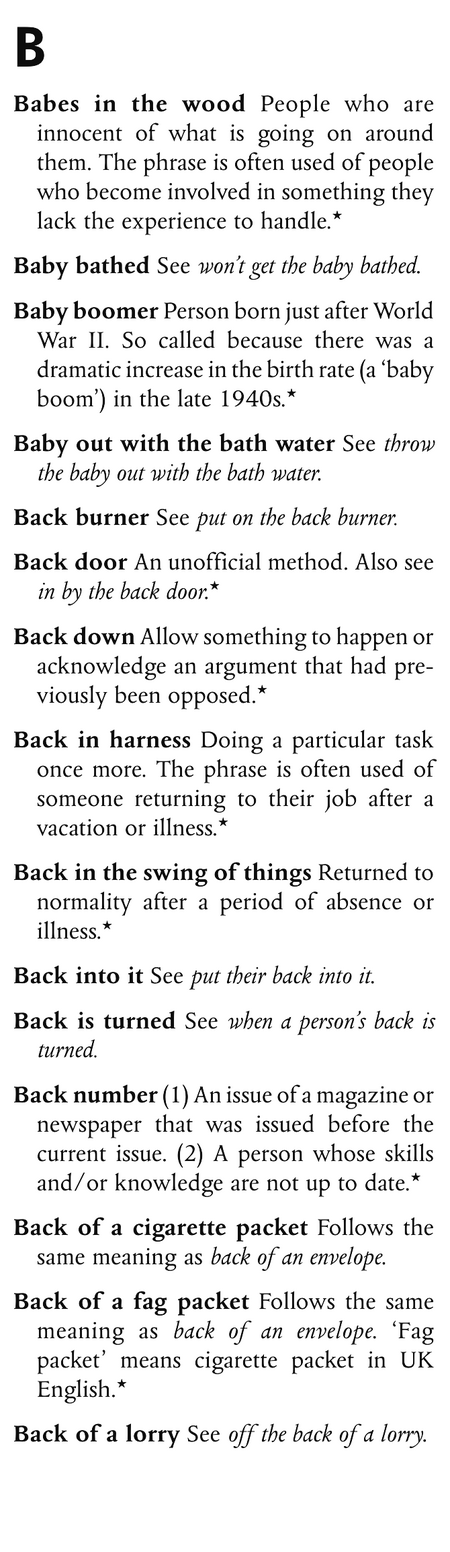 B
Babes in the wood People who are
innocent of what is going on around
them. The phrase is often used of people
who become involved in something they
lack the experience to handle.★
Baby bathed See won't get the baby bathed.
Baby boomer Person born just after World
War II. So called because there was a
dramatic increase in the birth rate (a ‘baby
boom’) in the late 1940s.★
Baby out with the bath water See throw
the baby out with the bath water.
Back burner See put on the back burner.
Back door An unofficial method. Also see
in by the back door.★
Back down Allow something to happen or
acknowledge an argument that had pre-
viously been opposed.★
Back in harness Doing a particular task
once more. The phrase is often used of
someone returning to their job after a
vacation or illness.★
Back in the swing of things Returned to
normality after a period of absence or
illness.★
Back into it See put their back into it.
Back is turned See when a person's back is
turned.
Back number (1) An issue of a magazine or
newspaper that was issued before the
current issue. (2) A person whose skills
and/or knowledge are not up to date.★
Back of a cigarette packet Follows the
same meaning as back of an envelope.
Back of a fag packet Follows the same
meaning as back of an envelope. ‘Fag
packet’ means cigarette packet in UK
English.★
Back of a lorry See off the back of a lorry.